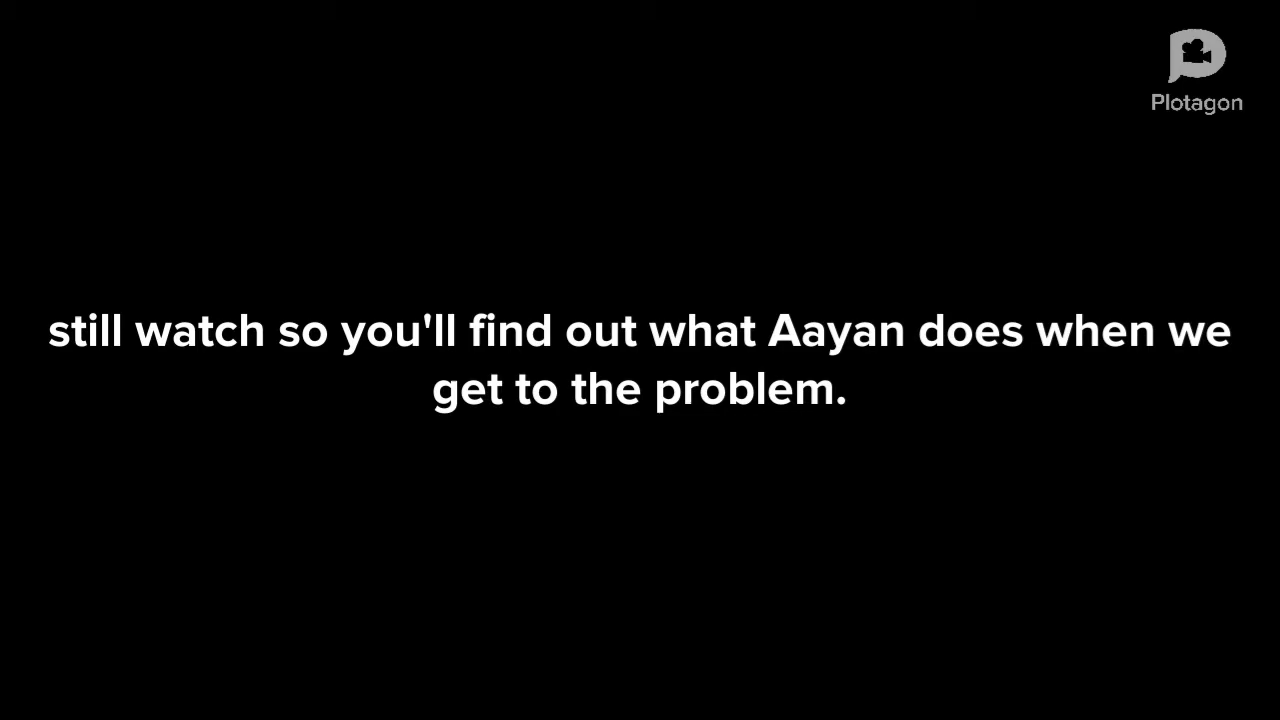 Plotagon
still watch so you'll find out what Aayan does when we
get to the problem.